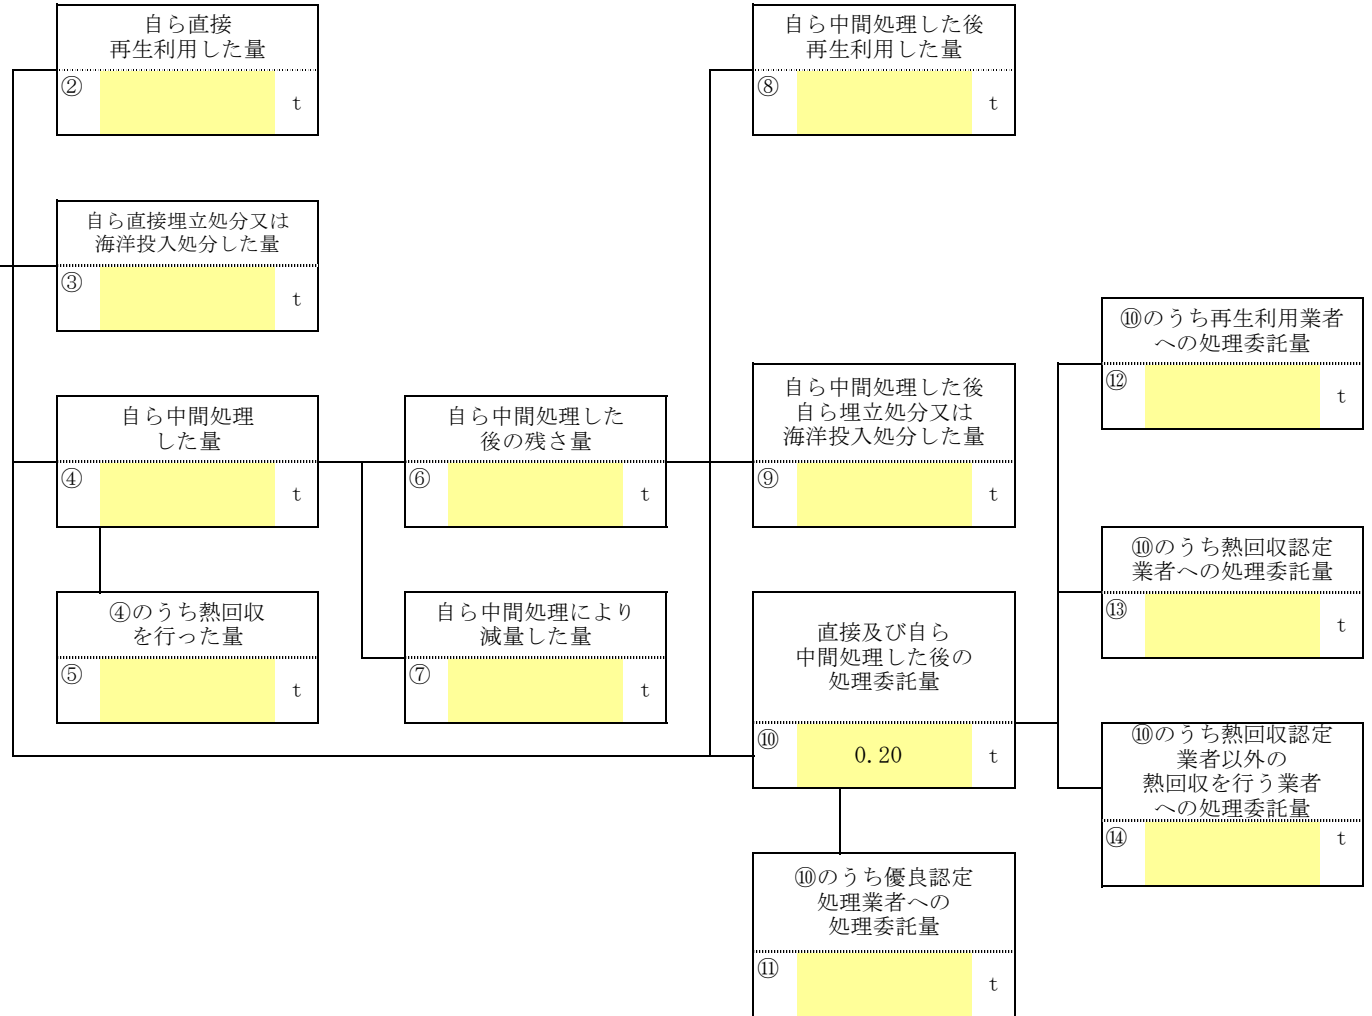 自ら直接
再生利用した量
② t
自ら中間処理した後
再生利用した量
⑧ t
自ら直接埋立処分又は
海洋投入処分した量
③ t
⑩のうち再生利用業者
への処理委託量
⑫ t
自ら中間処理
した量
④ t
自ら中間処理した
後の残さ量
⑥ t
自ら中間処理した後
自ら埋立処分又は
海洋投入処分した量
⑨ t
⑩のうち熱回収認定
業者への処理委託量
⑬ t
④のうち熱回収
を行った量
⑤ t
自ら中間処理により
減量した量
⑦ t
直接及び自ら
中間処理した後の
処理委託量
⑩ 0.20 t
⑩のうち熱回収認定
業者以外の
熱回収を行う業者
への処理委託量
⑭ t
⑩のうち優良認定
処理業者への
処理委託量
⑪ t